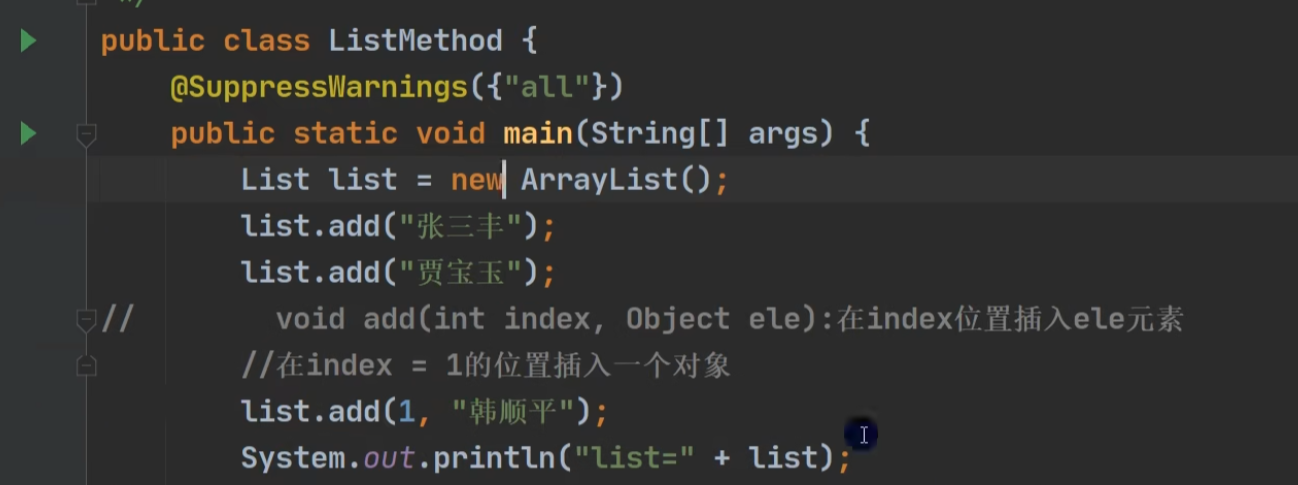 */
public class ListMethod {
@SuppressWarnings({"all"})
public static void main(String[] args) {
List list = new ArrayList();
list.add("张三丰");
list.add("贾宝玉");
// void add(int index, Object ele):在index位置插入ele元素
//在index = 1的位置插入一个对象
list.add(1, "韩顺平");
System.out.println("list=" + list);